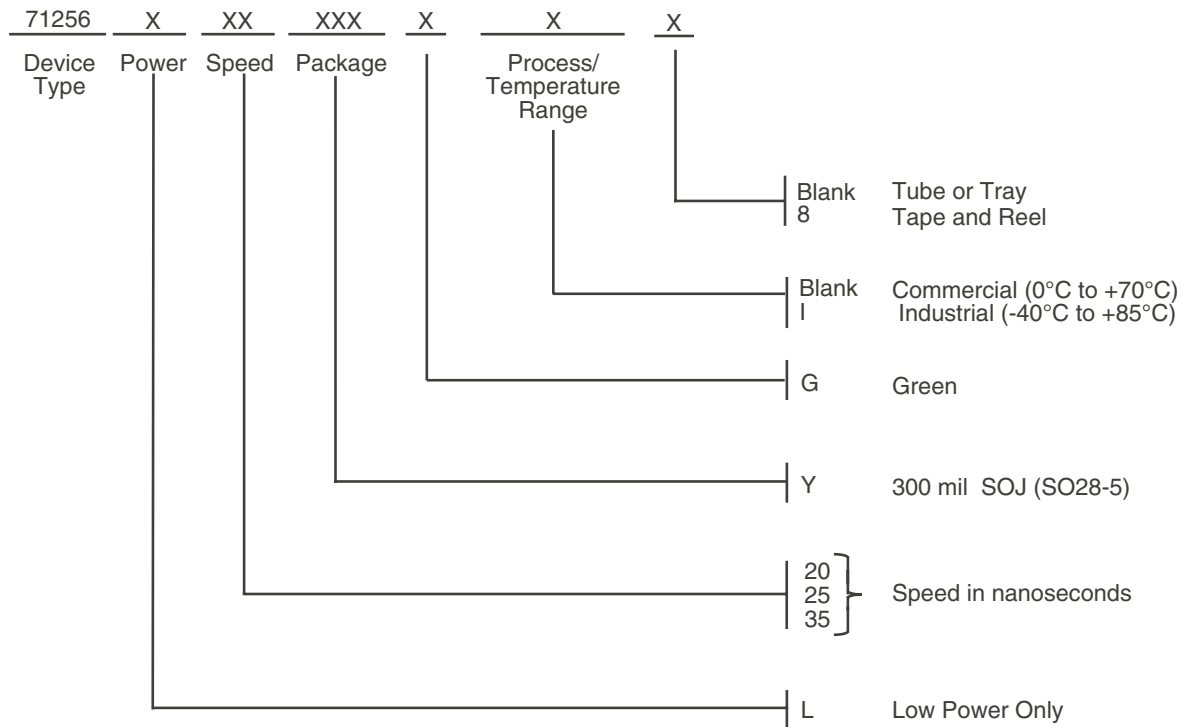 71256 X XX XXX X X X
Device Type
Power
Speed
Package
Process/
Temperature
Range
Blank Tube or Tray
8 Tape and Reel
Blank Commercial (0°C to +70°C)
I Industrial (-40°C to +85°C)
G Green
Y 300 mil SOJ (SO28-5)
20
25 Speed in nanoseconds
35
L Low Power Only